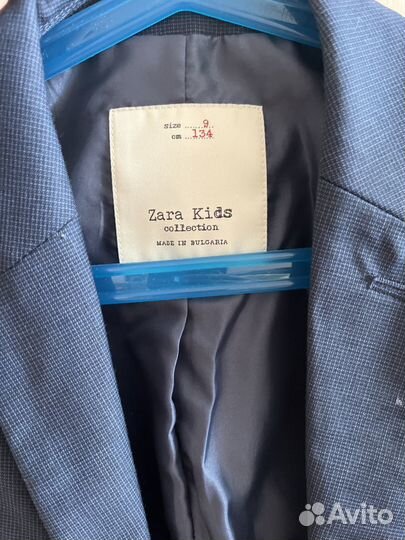 size.......9
cm ...134
Zara Kids
collection
MADE IN BULGARIA
Avito